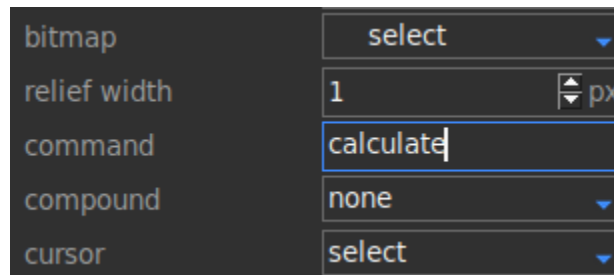 bitmap select
relief width 1 px
command calculate
compound none
cursor select